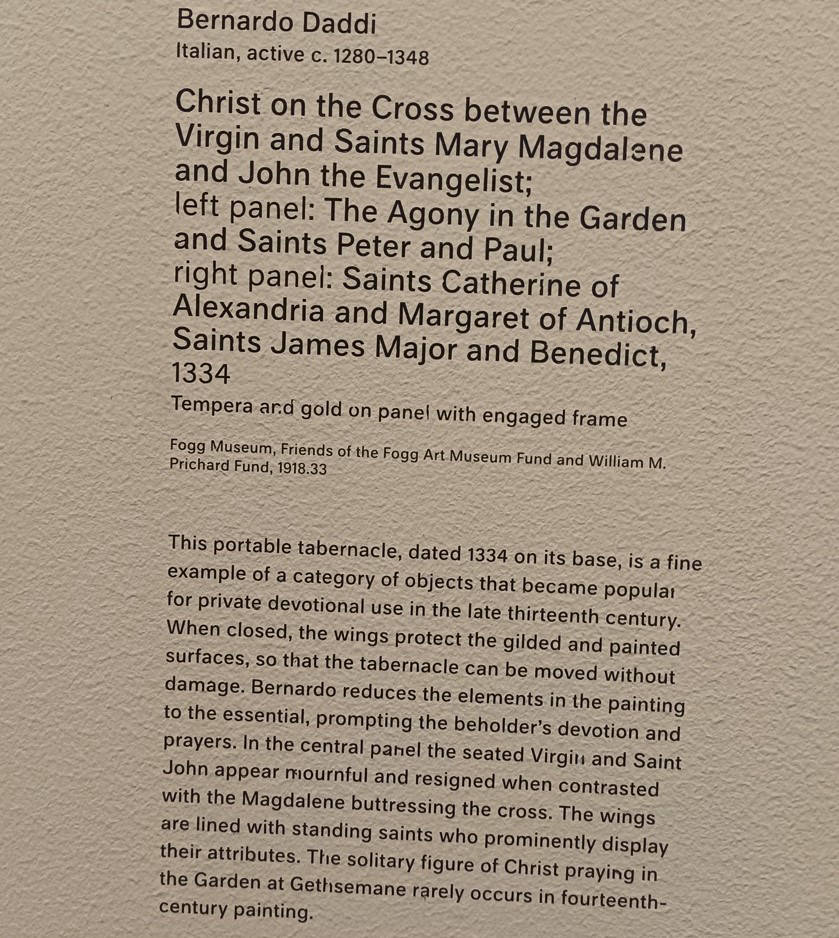 Bernardo Daddi
Italian, active c. 1280–1348
Christ on the Cross between the
Virgin and Saints Mary Magdalene
and John the Evangelist;
left panel: The Agony in the Garden
and Saints Peter and Paul;
right panel: Saints Catherine of
Alexandria and Margaret of Antioch,
Saints James Major and Benedict,
1334
Tempera and gold on panel with engaged frame
Fogg Museum, Friends of the Fogg Art Museum Fund and William M.
Prichard Fund, 1918.33
This portable tabernacle, dated 1334 on its base, is a fine
example of a category of objects that became popular
for private devotional use in the late thirteenth century.
When closed, the wings protect the gilded and painted
surfaces, so that the tabernacle can be moved without
damage. Bernardo reduces the elements in the painting
to the essential, prompting the beholder’s devotion and
prayers. In the central panel the seated Virgin and Saint
John appear mournful and resigned when contrasted
with the Magdalene buttressing the cross. The wings
are lined with standing saints who prominently display
their attributes. The solitary figure of Christ praying in
the Garden at Gethsemane rarely occurs in fourteenth-
century painting.